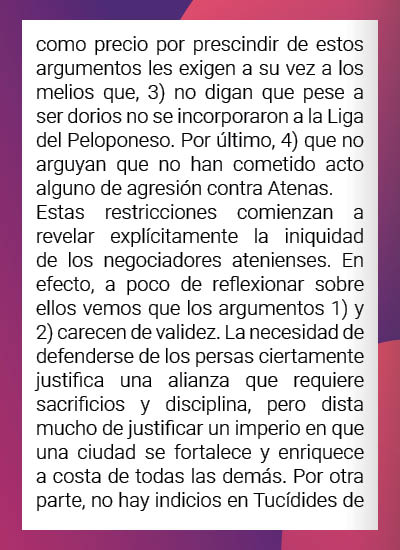 como precio por prescindir de estos
argumentos les exigen a su vez a los
melios que, 3) no digan que pese a
ser dorios no se incorporaron a la Liga
del Peloponeso. Por último, 4) que no
arguyan que no han cometido acto
alguno de agresión contra Atenas.
Estas restricciones comienzan a
revelar explícitamente la iniquidad
de los negociadores atenienses. En
efecto, a poco de reflexionar sobre
ellos vemos que los argumentos 1) y
2) carecen de validez. La necesidad de
defenderse de los persas ciertamente
justifica una alianza que requiere
sacrificios y disciplina, pero dista
mucho de justificar un imperio en que
una ciudad se fortalece y enriquece
a costa de todas las demás. Por otra
parte, no hay indicios en Tucídides de